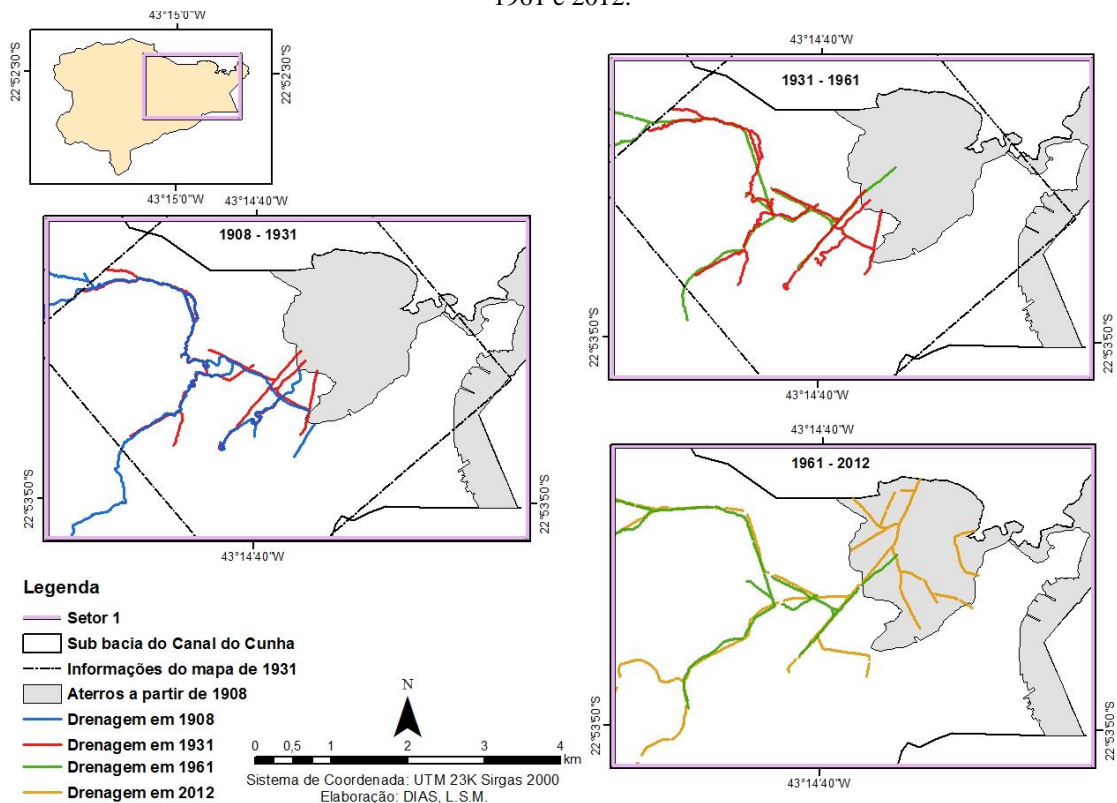 1961 e 2012.
43°15'0"W
22°52'30"S
22°52'30"S
43°15'0"W
43°14'40"W
1931 - 1961
22°53'50"S
22°53'50"S
43°14'40"W
43°14'40"W
1908 - 1931
22°53'50"S
22°53'50"S
43°14'40"W
43°14'40"W
1961 - 2012
22°53'50"S
22°53'50"S
43°14'40"W
Legenda
Setor 1
Sub bacia do Canal do Cunha
Informações do mapa de 1931
Aterros a partir de 1908
Drenagem em 1908
Drenagem em 1931
Drenagem em 1961
Drenagem em 2012
N
0 0,5 1 2 3 4
km
Sistema de Coordenada: UTM 23K Sirgas 2000
Elaboração: DIAS, L.S.M.